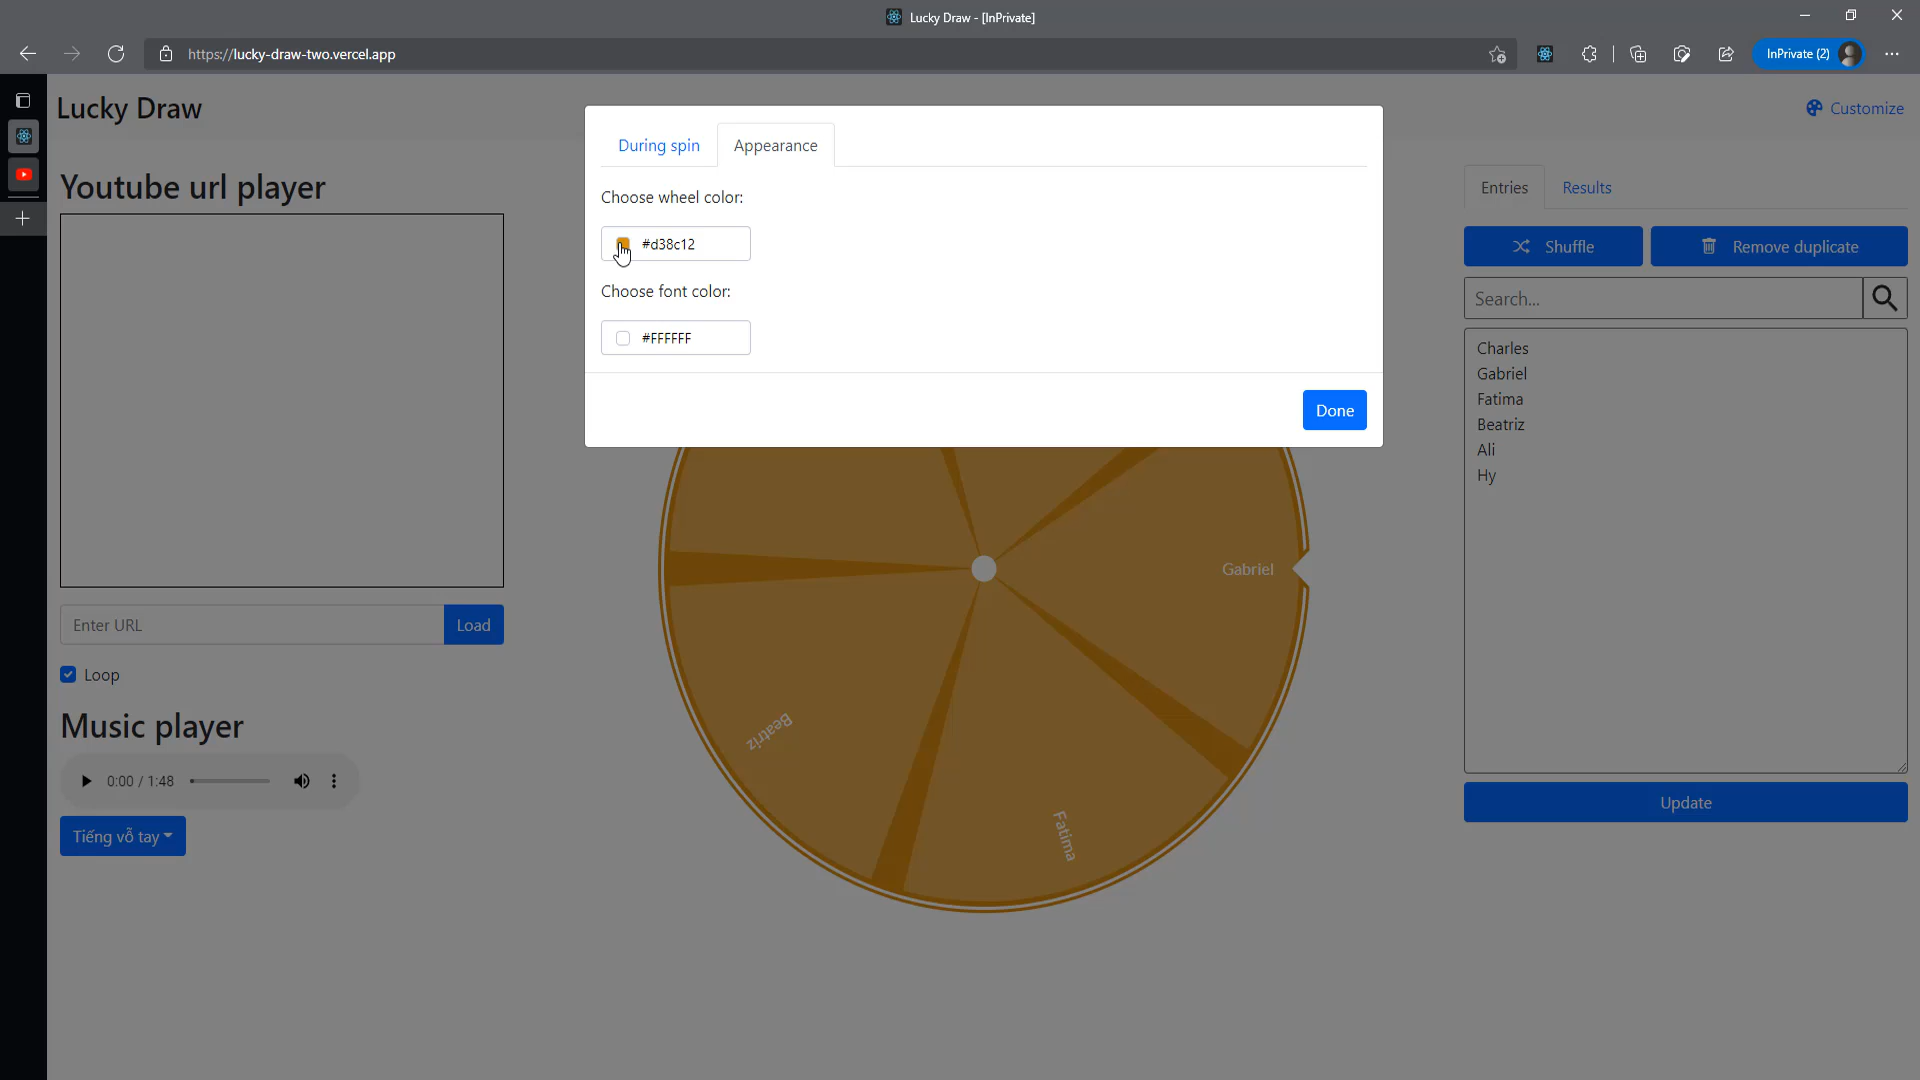 Lucky Draw - [InPrivate]
https://lucky-draw-two.vercel.app
InPrivate (2)
Lucky Draw
Customize
During spin
Appearance
Choose wheel color:
#d38c12
Choose font color:
#FFFFFF
Done
Youtube url player
Enter URL
Load
Loop
Music player
0:00 / 1:48
Tiếng vỗ tay
Gabriel
Fatima
Beatriz
Entries
Results
Shuffle
Remove duplicate
Search...
Charles
Gabriel
Fatima
Beatriz
Ali
Hy
Update